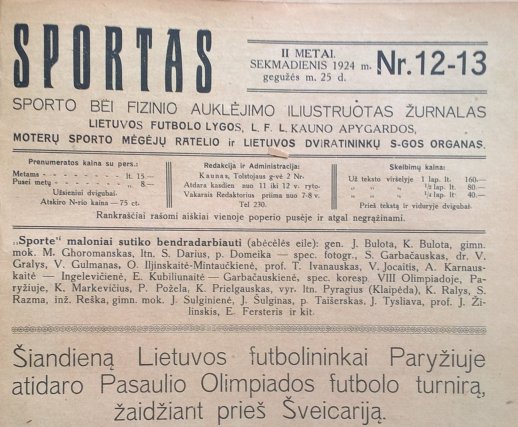 SPORTAS
II METAI.
SEKMADIENIS 1924 m.
gegužės m. 25 d.
Nr. 12-13
SPORTO BEI FIZINIO AUKLĖJIMO ILIUSTRUOTAS ŽURNALAS
LIETUVOS FUTBOLO LYGOS, L. F. L. KAUNO APYGARDOS,
MOTERŲ SPORTO MĖGĖJŲ RATELIO ir LIETUVOS DVIRATININKŲ S-GOS ORGANAS.
Prenumeratos kaina su pers.:
Metams lt. 15.—
Pusei metų „ 8.—
Užsieniui dvigubai.
Atskiro N-rio kaina — 75 ct.
Redakcija ir Administracija:
Kaunas, Tolstojaus g-vė 2 Nr.
Atdara kasdien nuo 11 iki 12 v. ryto-
Vakarais Redaktorius priima nuo 7-8 v.
Tel 230.
Skelbimų kaina:
Už teksto viršelyje 1 lap. lt. 160.—
„ „ „ 1/2 lap. lt. 80.—
„ „ „ 1/4 lap. lt. 40.—
Prieš tekstą ir viduryje dvigubai.
Rankraščiai rašomi aiškiai vienoje poperio pusėje ir atgal negrąžinami.
„Sporte“ maloniai sutiko bendradarbiauti (abėcėlės eile): gen. J. Bulota, K. Bulota, gimn.
mok. M. Ghoromanskas, ltn. S. Darius, p. Domeika — spec. fotogr., S. Garbačauskas, dr. V.
Gralys, V. Gulmanas, O. Iljinskaitė-Mintaučkienė, prof. T. Ivanauskas, V. Jocaitis, A. Karnaus-
kaitė — Ingelevičienė, E. Kubiliunaitė — Garbačauskienė, spec. koresp. VIII Olimpiadoje, Pa-
ryžiuje, K. Markevičius, P. Požela, K. Prielgauskas, vyr. ltn. Pyragius (Klaipėda), K. Ralys, S.
Razma, inž. Reška, gimn. mok. J. Sulginienė, J. Šulginas, p. Taišerskas, J. Tysliava, prof. J. Ži-
linskis, E. Fersteris ir kit.
Šiandieną Lietuvos futbolininkai Paryžiuje
atidaro Pasaulio Olimpiados futbolo turnirą,
žaidžiant prieš Šveicariją.